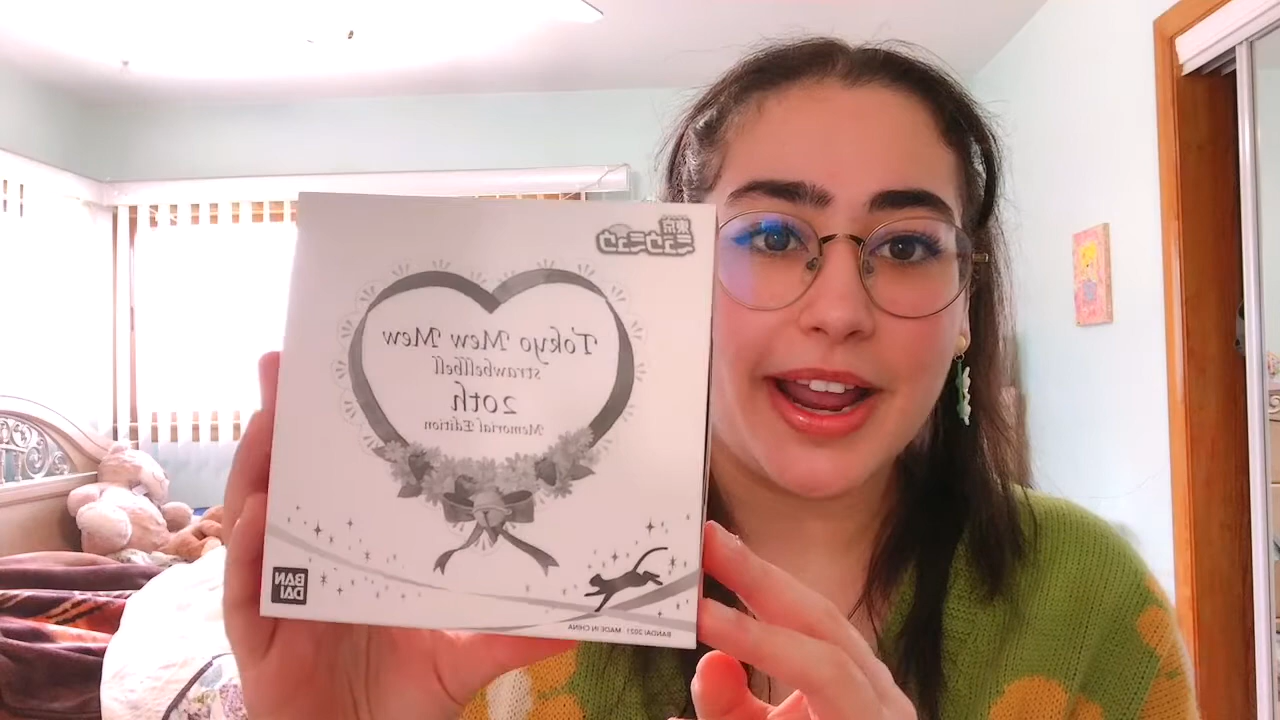 東京
ミュウミュウ
Tokyo Mew Mew
strawbellbell
20th
Memorial Edition
BAN
DAI
BANDAI 2021 MADE IN CHINA